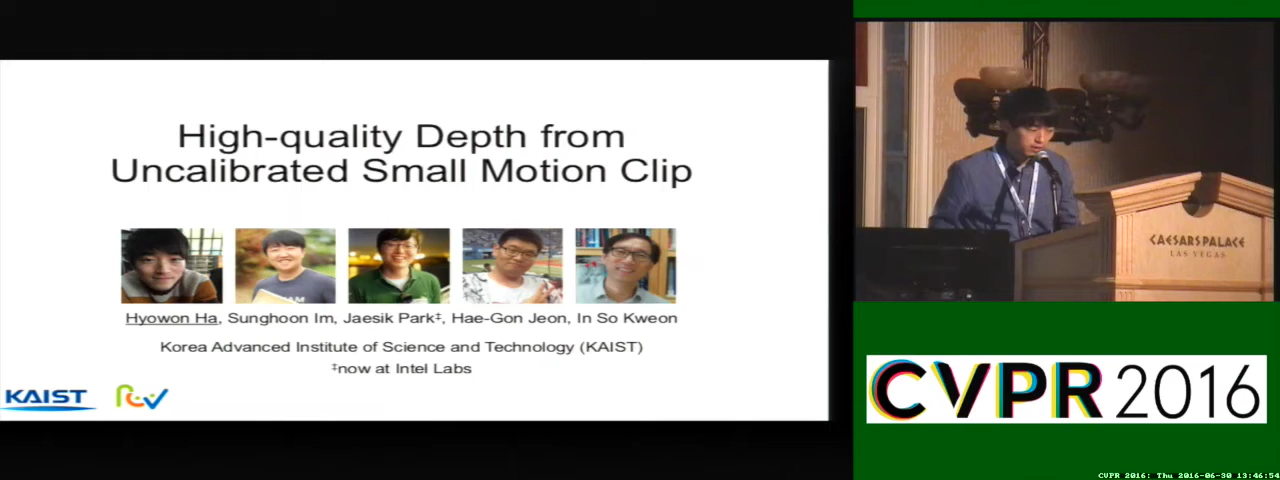 High-quality Depth from
Uncalibrated Small Motion Clip
Hyowon Ha, Sunghoon Im, Jaesik Park‡, Hae-Gon Jeon, In So Kweon
Korea Advanced Institute of Science and Technology (KAIST)
‡now at Intel Labs
KAIST
RCV
CAESARS PALACE
LAS VEGAS
CVPR 2016
CVPR 2016: Thu 2016-06-30 13:46:54